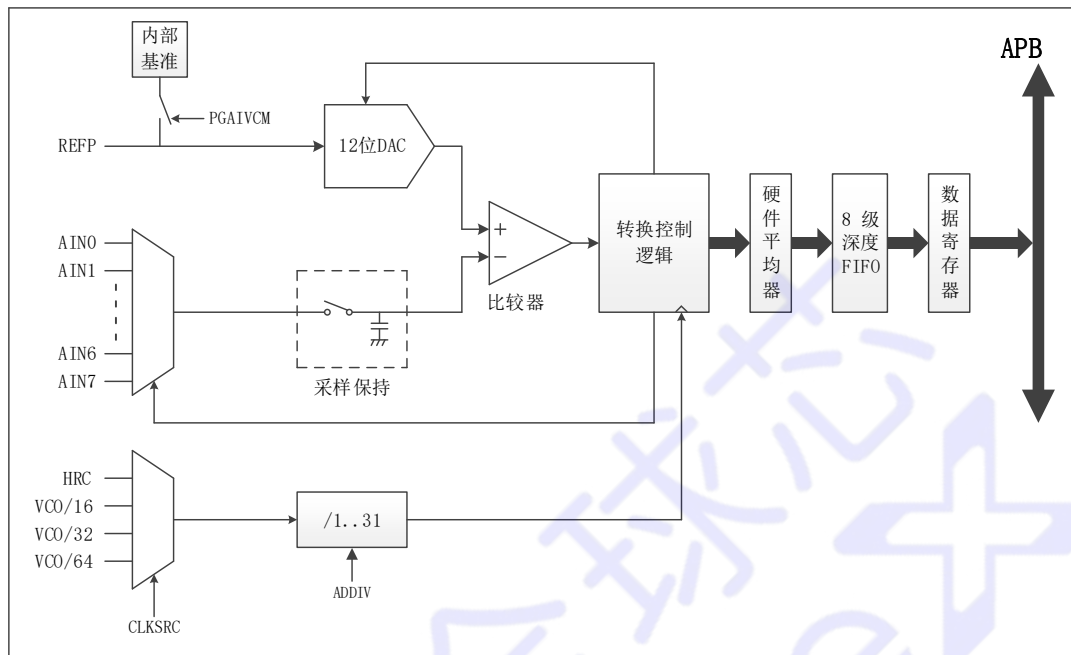 内部
基准
APB
PGAIVCM
REFP
12位DAC
AIN0
AIN1
AIN6
AIN7
采样保持
比较器
转换控制
逻辑
硬件平均器
8 级
深度
FIFO
数据寄存器
HRC
VCO/16
VCO/32
VCO/64
CLKSRC
/1..31
ADDIV